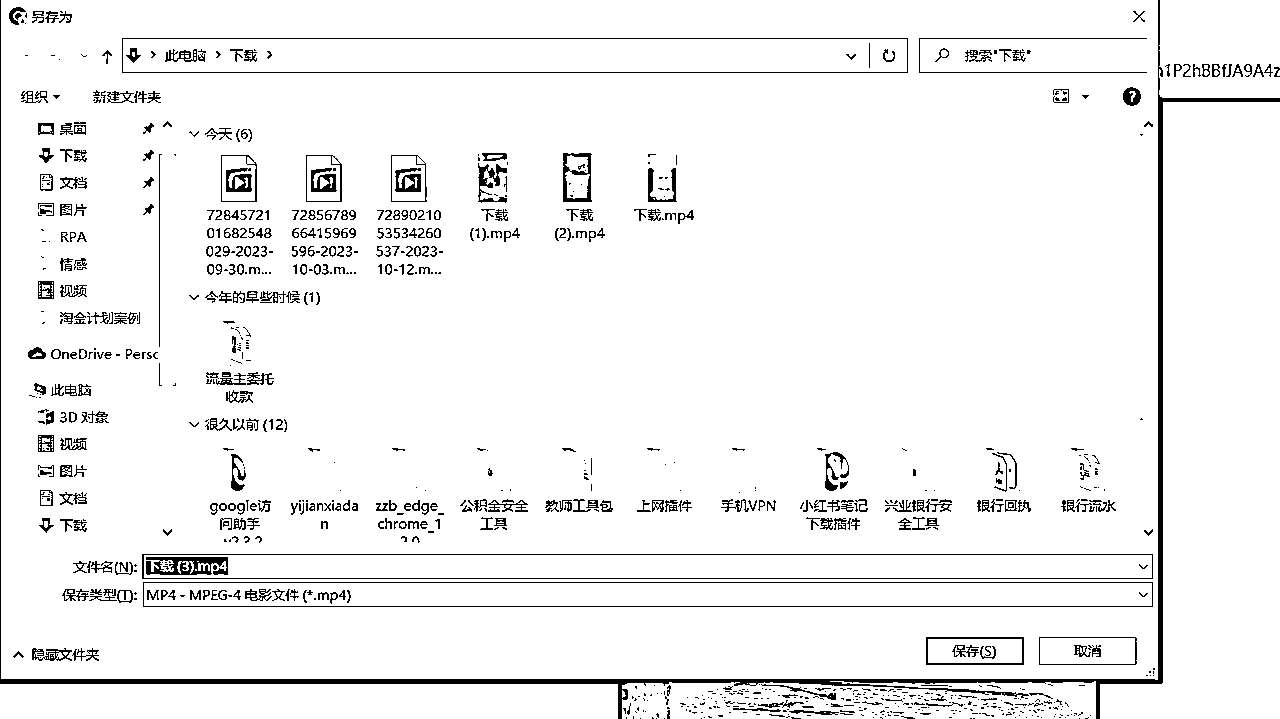 另存为
此电脑 下载
搜索"下载"
1P2hBBfJA9A4z
组织 新建文件夹
桌面
下载
文档
图片
RPA
情感
视频
淘金计划案例
OneDrive - Perso
此电脑
3D 对象
视频
图片
文档
下载
今天 (6)
72845721
01682548
029-2023-
09-30.m...
72856789
66415969
596-2023-
10-03.m...
72890210
53534260
537-2023-
10-12.m...
下载
(1).mp4
下载
(2).mp4
下载.mp4
今年的早些时候 (1)
流量主委托
收款
很久以前 (12)
google访
问助手
v2.3.2
yijianxiada
n
zzb_edge_
chrome_1
公积金安全
工具
教师工具包
上网插件
手机VPN
小红书笔记
下载插件
兴业银行安
全工具
银行回执
银行流水
文件名(N): 下载 (3).mp4
保存类型(T): MP4 - MPEG-4 电影文件 (*.mp4)
隐藏文件夹
保存(S)
取消